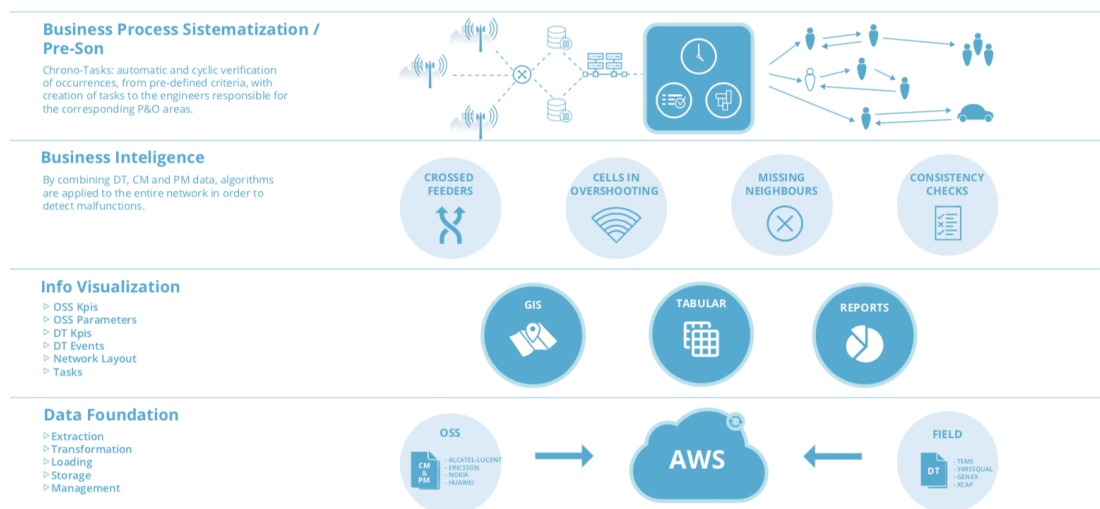 Business Process Sistematization /
Pre-Son
Chrono-Tasks: automatic and cyclic verification
of occurrences, from pre-defined criteria, with
creation of tasks to the engineers responsible for
the corresponding P&O areas.
Business Inteligence
By combining DT, CM and PM data, algorithms
are applied to the entire network in order to
detect malfunctions.
CROSSED
FEEDERS
CELLS IN
OVERSHOOTING
MISSING
NEIGHBOURS
CONSISTENCY
CHECKS
Info Visualization
OSS Kpis
OSS Parameters
DT Kpis
DT Events
Network Layout
Tasks
GIS
TABULAR
REPORTS
Data Foundation
Extraction
Transformation
Loading
Storage
Management
OSS
CM
&
PM
- ALCATEL-LUCENT
- ERICSSON
- NOKIA
- HUAWEI
AWS
FIELD
DT
- TEMS
- SWISSQUAL
- GENEX
- XCAP